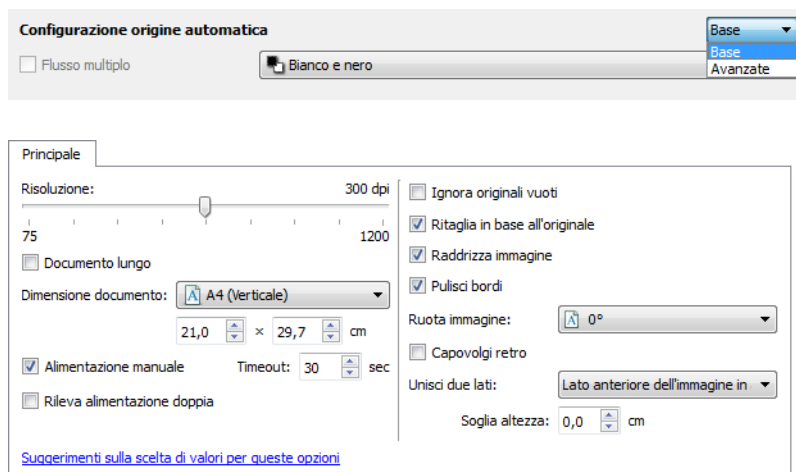 Configurazione origine automatica
Base
Base
Avanzate
Flusso multiplo
Bianco e nero
Principale
Risoluzione: 300 dpi
75 1200
Documento lungo
Dimensione documento: A4 (Verticale)
21,0 × 29,7 cm
Alimentazione manuale Timeout: 30 sec
Rileva alimentazione doppia
Ignora originali vuoti
Ritaglia in base all'originale
Raddrizza immagine
Pulisci bordi
Ruota immagine: 0°
Capovolgi retro
Unisci due lati: Lato anteriore dell'immagine in
Soglia altezza: 0,0 cm
Suggerimenti sulla scelta di valori per queste opzioni